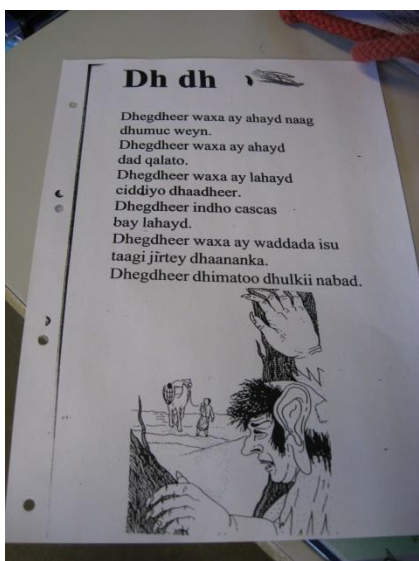 Dh dh
Dhegdheer waxa ay ahayd naag
dhumuc weyn.
Dhegdheer waxa ay ahayd
dad qalato.
Dhegdheer waxa ay lahayd
ciddiyo dhaadheer.
Dhegdheer indho cascas
bay lahayd.
Dhegdheer waxa ay waddada isu
taagi jirtey dhaananka.
Dhegdheer dhimatoo dhulkii nabad.